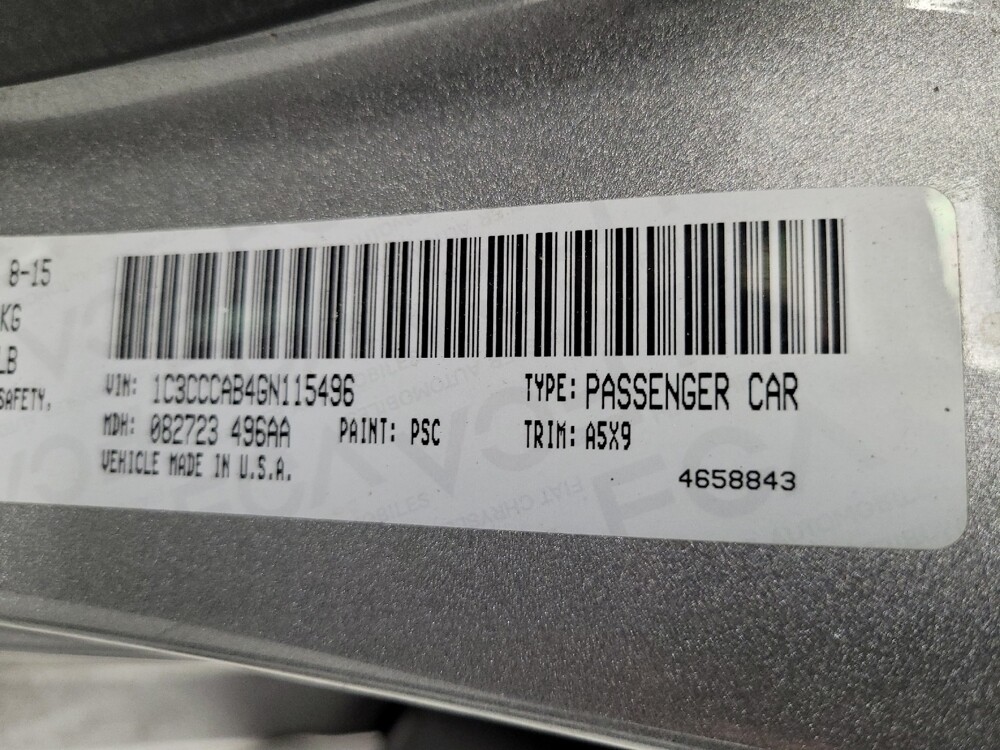 8-15
KG
LB
SAFETY,
VIN: 1C3CCCAB4GN115496 TYPE: PASSENGER CAR
MDH: 082723 496AA PAINT: PSC TRIM: A5X9
VEHICLE MADE IN U.S.A.
4658843